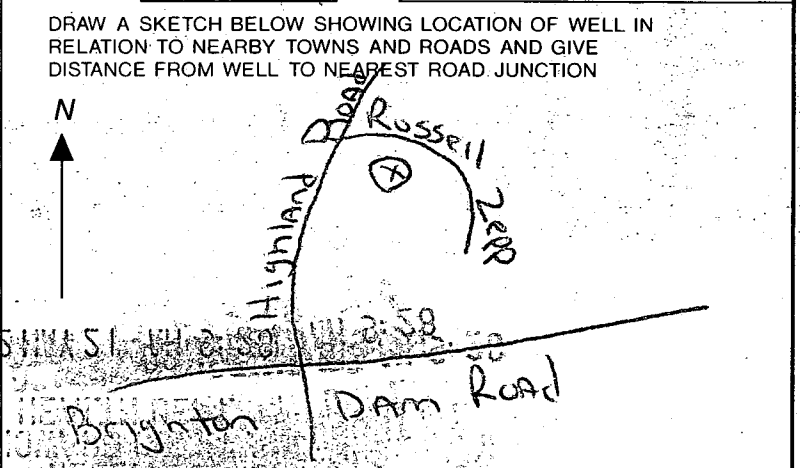 DRAW A SKETCH BELOW SHOWING LOCATION OF WELL IN
RELATION TO NEARBY TOWNS AND ROADS AND GIVE
DISTANCE FROM WELL TO NEAREST ROAD JUNCTION
N
Highland Road
Russell Zepp
X
Brighton DAM ROAD